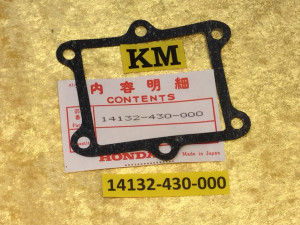 KM
内容明細
CONTENTS
14132-430-000
HONDA
Made in Japan
14132-430-000